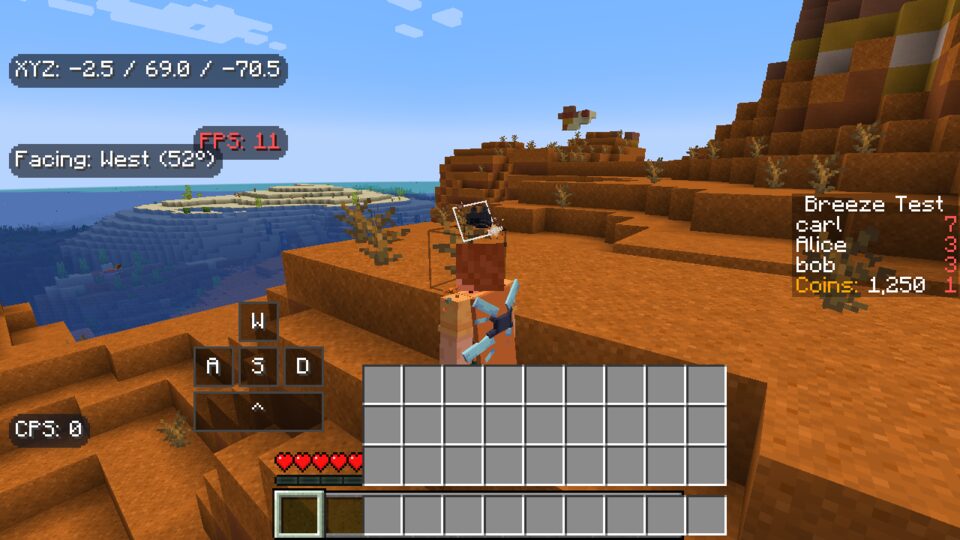 XYZ: -2.5 / 69.0 / -70.5
FPS: 11
Facing: West (52°)
Breeze Test
carl 7
Alice 3
bob 3
Coins: 1,250 1
W
A S D
^
CPS: 0